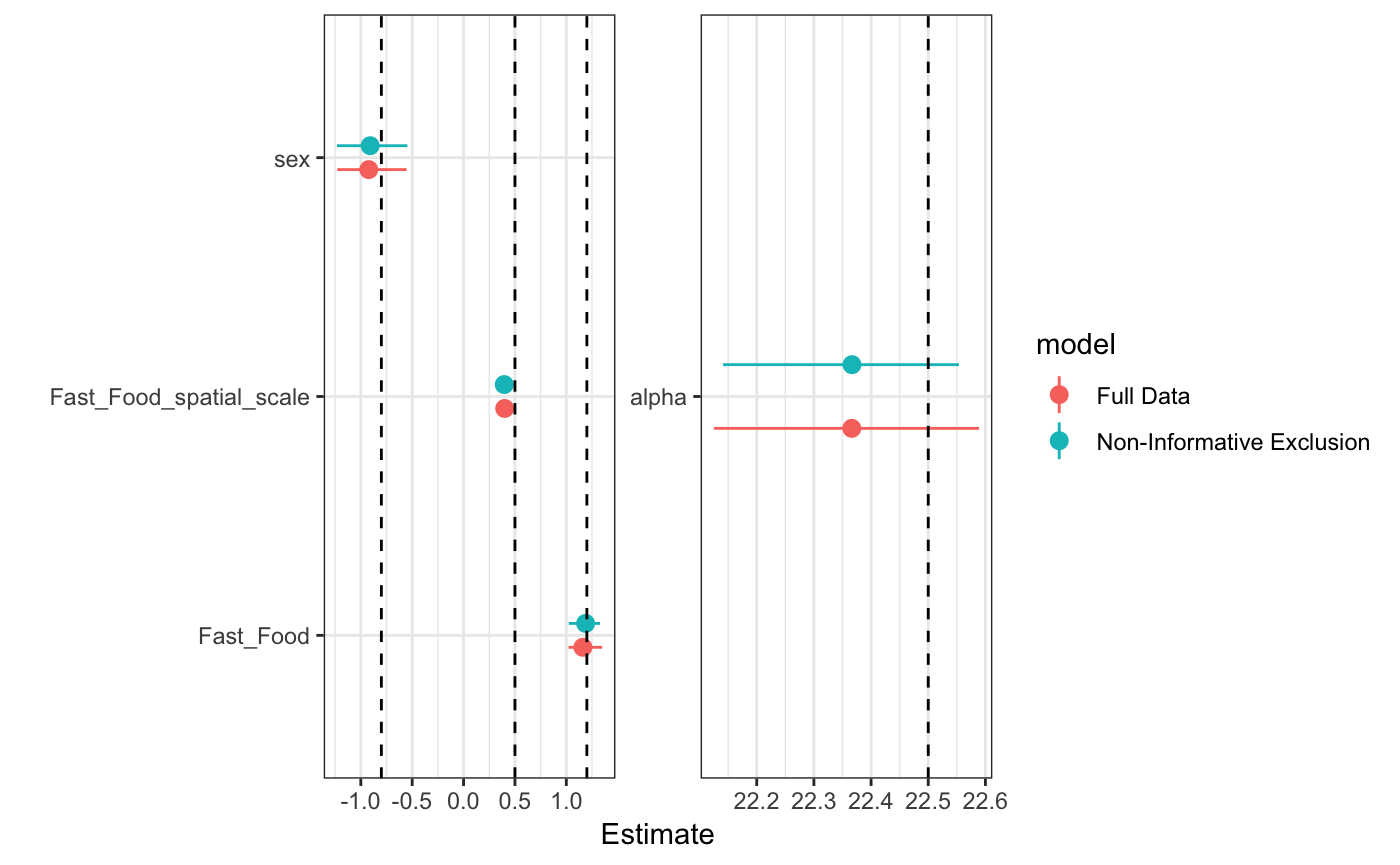 sex
Fast_Food_spatial_scale
Fast_Food
alpha
-1.0 -0.5 0.0 0.5 1.0
22.2 22.3 22.4 22.5 22.6
Estimate
model
Full Data
Non-Informative Exclusion